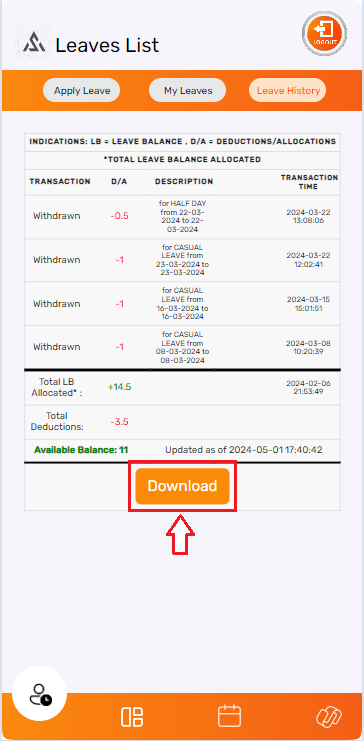 Leaves List
LOGOUT
Apply Leave
My Leaves
Leave History
INDICATIONS: LB = LEAVE BALANCE , D/A = DEDUCTIONS/ALLOCATIONS
*TOTAL LEAVE BALANCE ALLOCATED
TRANSACTION D/A DESCRIPTION TRANSACTION
TIME
Withdrawn -0.5 for HALF DAY
from 22-03-
2024 to 22-
03-2024
2024-03-22
13:08:06
Withdrawn -1 for CASUAL
LEAVE from
23-03-2024 to
23-03-2024
2024-03-22
12:02:41
Withdrawn -1 for CASUAL
LEAVE from
16-03-2024 to
16-03-2024
2024-03-15
15:01:51
Withdrawn -1 for CASUAL
LEAVE from
08-03-2024 to
08-03-2024
2024-03-08
10:20:39
Total LB
Allocated* :
+14.5
2024-02-06
21:53:49
Total
Deductions:
-3.5
Available Balance: 11 Updated as of 2024-05-01 17:40:42
Download